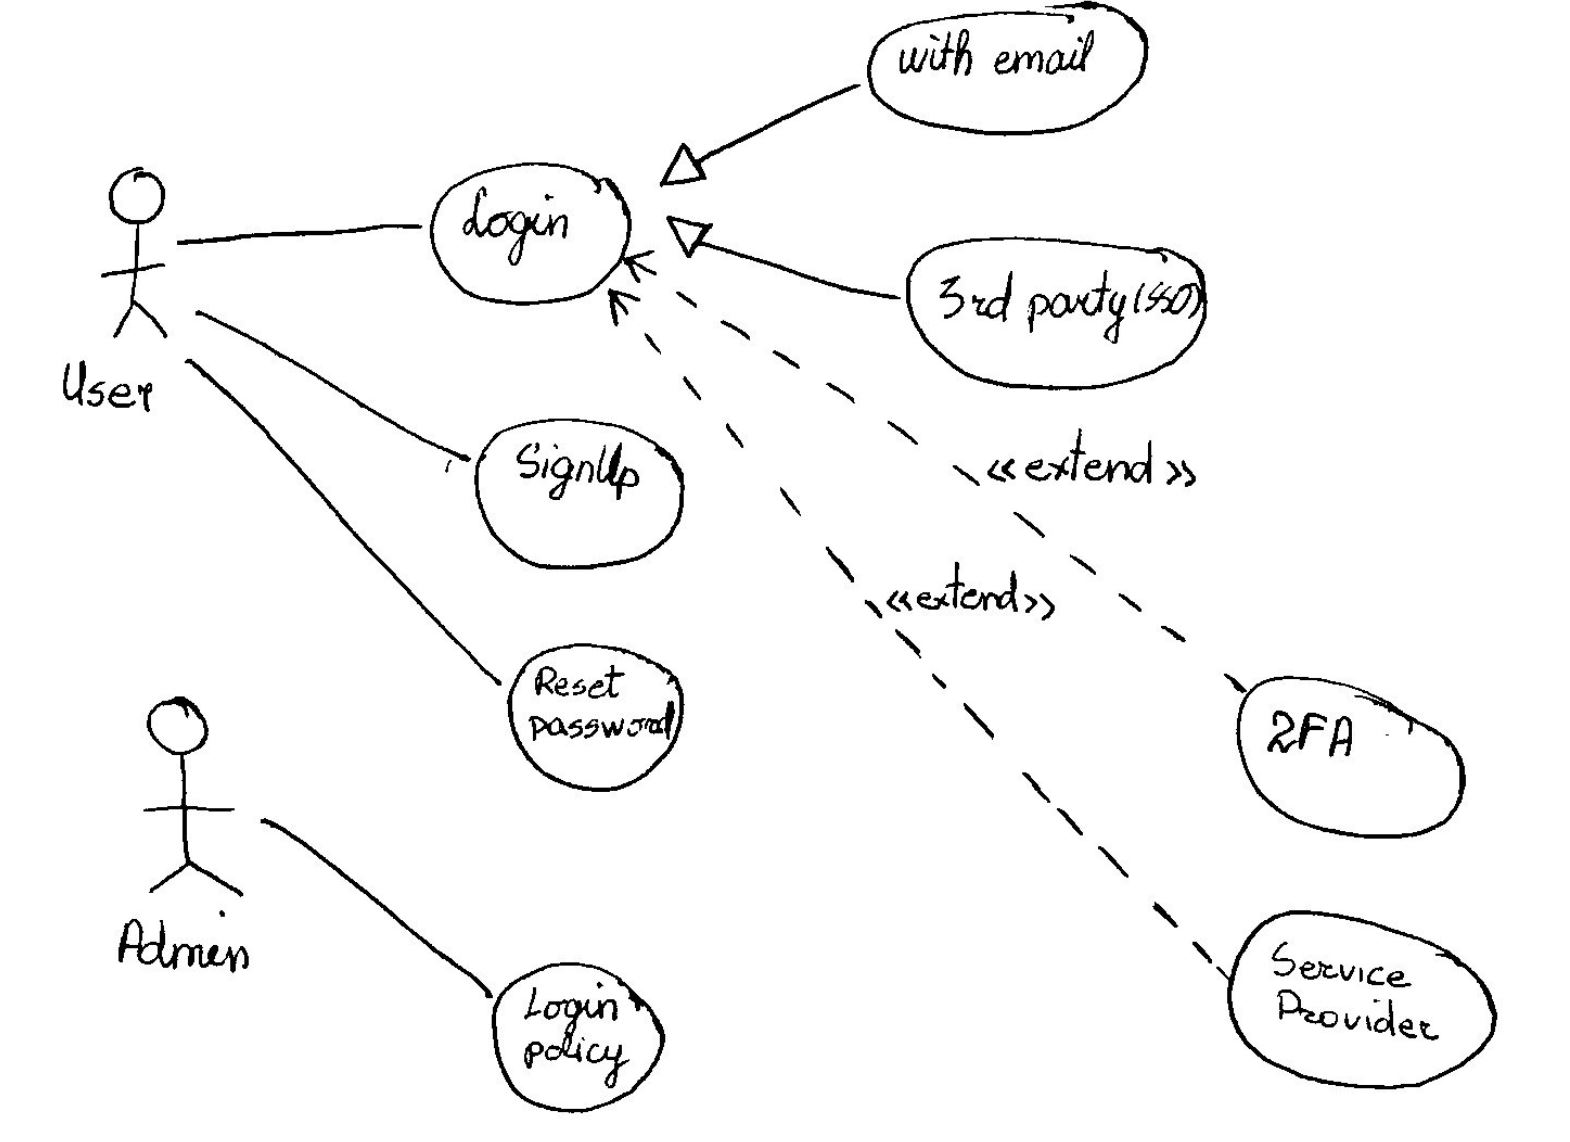 with email
Login
3rd party (SSO)
User
SignUp
<<extend>>
<<extend>>
Reset
password
2FA
Admin
Service
Provider
Login
policy